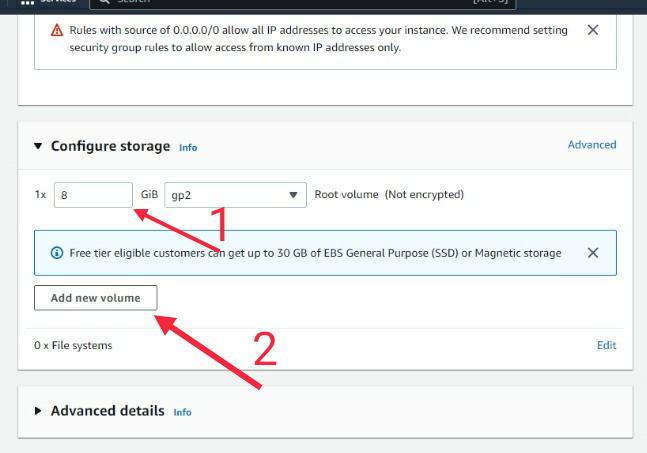 Services
Search
[Alt+S]
Rules with source of 0.0.0.0/0 allow all IP addresses to access your instance. We recommend setting
security group rules to allow access from known IP addresses only.
Configure storage Info
Advanced
1x 8 GiB gp2 Root volume (Not encrypted)
1
Free tier eligible customers can get up to 30 GB of EBS General Purpose (SSD) or Magnetic storage
Add new volume
2
0 x File systems
Edit
Advanced details Info